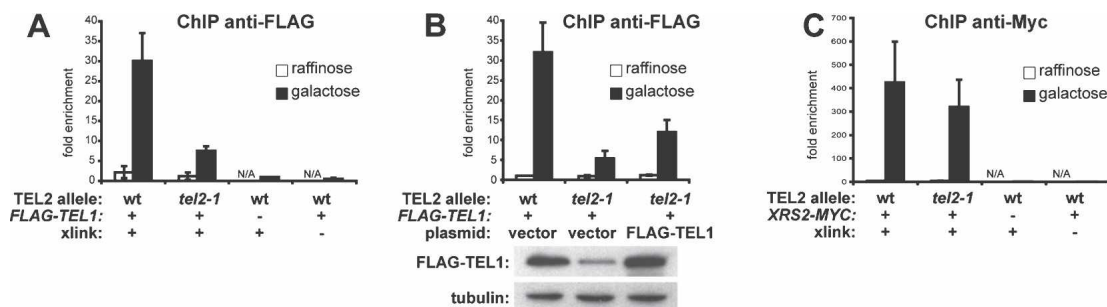 A
ChIP anti-FLAG
fold enrichment
40
35
30
25
20
15
10
5
0
raffinose
galactose
N/A
N/A
TEL2 allele: wt tel2-1 wt wt
FLAG-TEL1: + + - +
xlink: + + + -
B
ChIP anti-FLAG
fold enrichment
40
35
30
25
20
15
10
5
0
raffinose
galactose
TEL2 allele: wt tel2-1 tel2-1
FLAG-TEL1: + + +
plasmid: vector vector FLAG-TEL1
FLAG-TEL1
tubulin:
C
ChIP anti-Myc
fold enrichment
700
600
500
400
300
200
100
0
raffinose
galactose
N/A
N/A
TEL2 allele: wt tel2-1 wt wt
XRS2-MYC: + + - +
xlink: + + + -